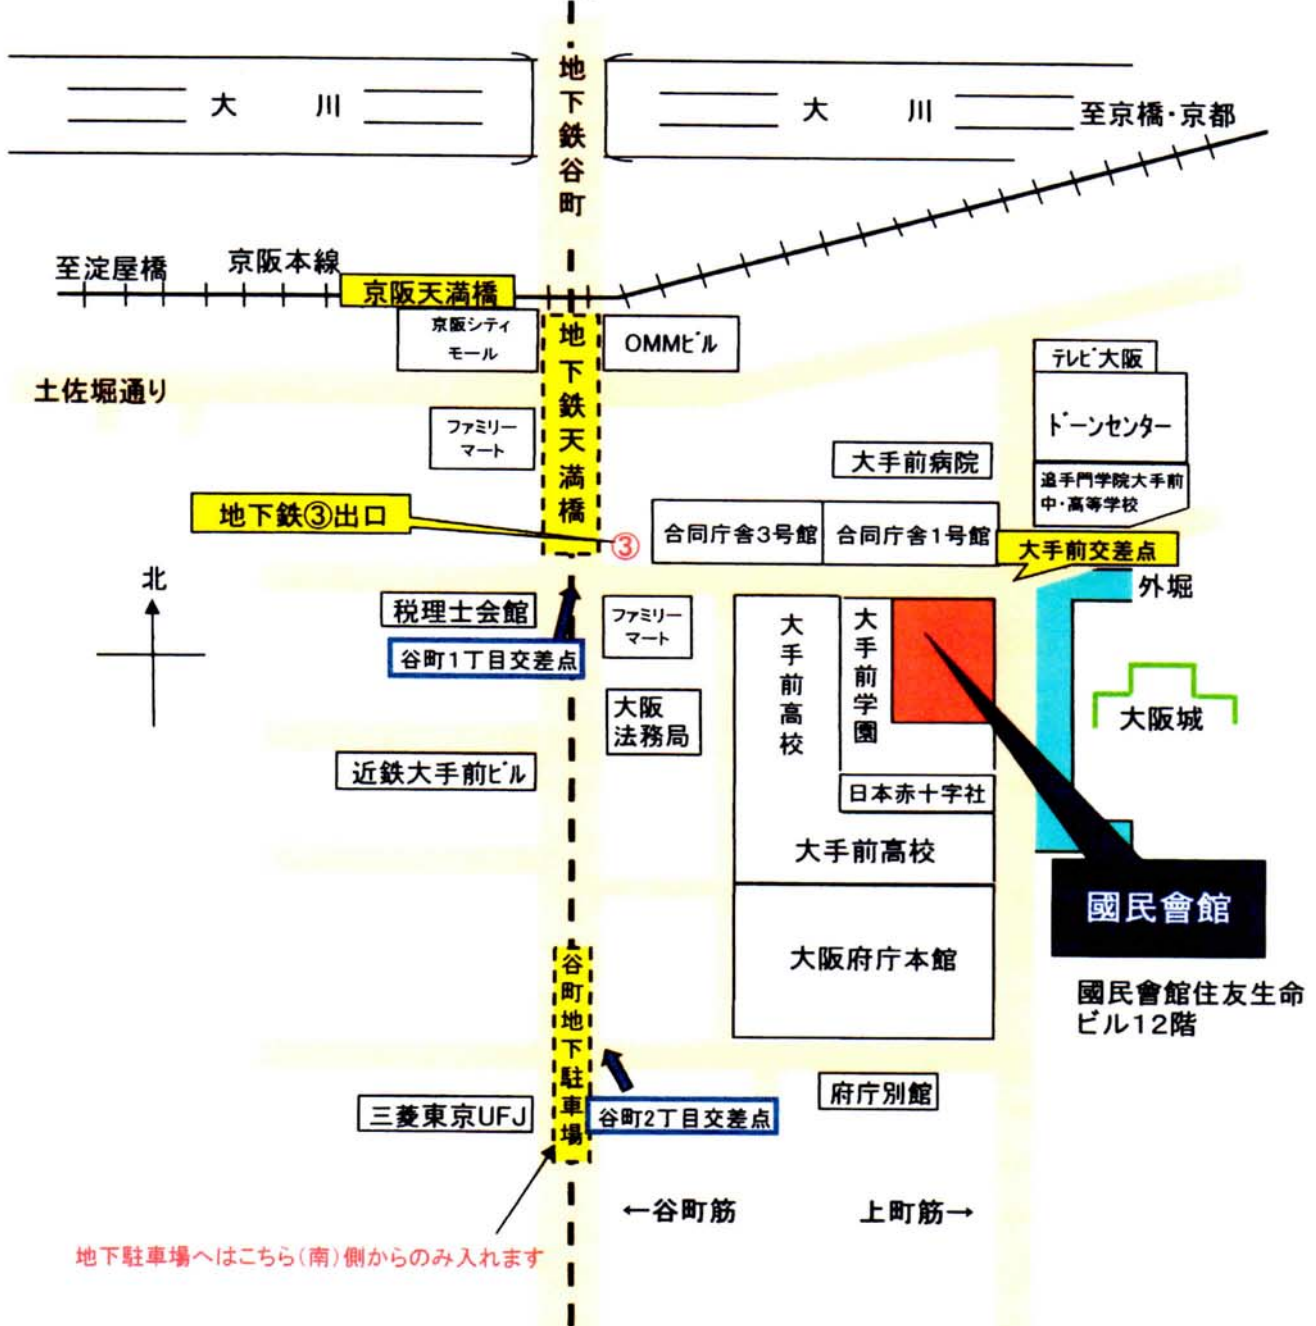 地下鉄谷町
大　川
大　川
至京橋・京都
至淀屋橋
京阪本線
京阪天満橋
京阪シティ
モール
地下鉄天満橋
OMMビル
テレビ大阪
土佐堀通り
ファミリー
マート
ドーンセンター
大手前病院
追手門学院大手前
中・高等学校
地下鉄③出口
③
合同庁舎3号館
合同庁舎1号館
大手前交差点
外堀
北
税理士会館
ファミリー
マート
谷町1丁目交差点
大手前高校
大手前学園
大阪
法務局
大阪城
近鉄大手前ビル
日本赤十字社
大手前高校
國民會館
大阪府庁本館
國民會館住友生命
ビル12階
谷町地下駐車場
三菱東京UFJ
谷町2丁目交差点
府庁別館
←谷町筋
上町筋→
地下駐車場へはこちら(南)側からのみ入れます